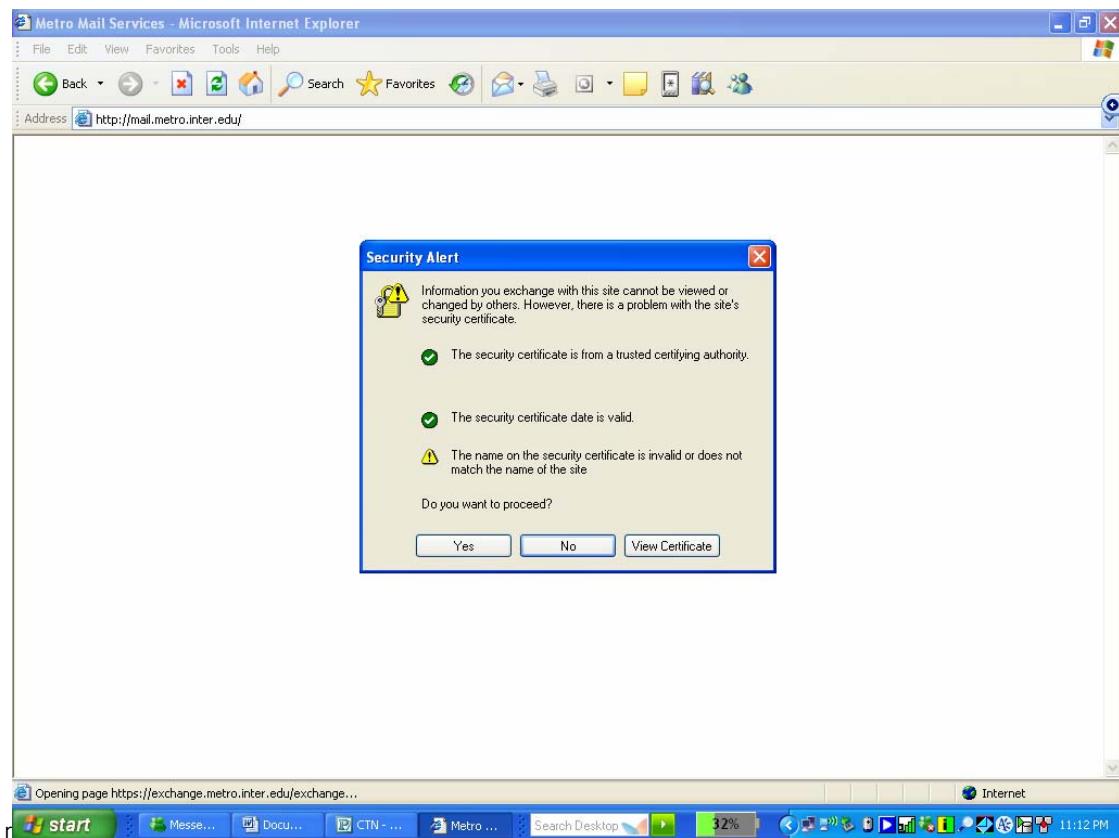 Metro Mail Services - Microsoft Internet Explorer
File Edit View Favorites Tools Help
Back Search Favorites
Address http://mail.metro.inter.edu/
Security Alert
Information you exchange with this site cannot be viewed or
changed by others. However, there is a problem with the site's
security certificate.
The security certificate is from a trusted certifying authority.
The security certificate date is valid.
The name on the security certificate is invalid or does not
match the name of the site
Do you want to proceed?
Yes No View Certificate
Opening page https://exchange.metro.inter.edu/exchange... Internet
start Messe... Docu... CTN - ... Metro ... Search Desktop 32% 11:12 PM